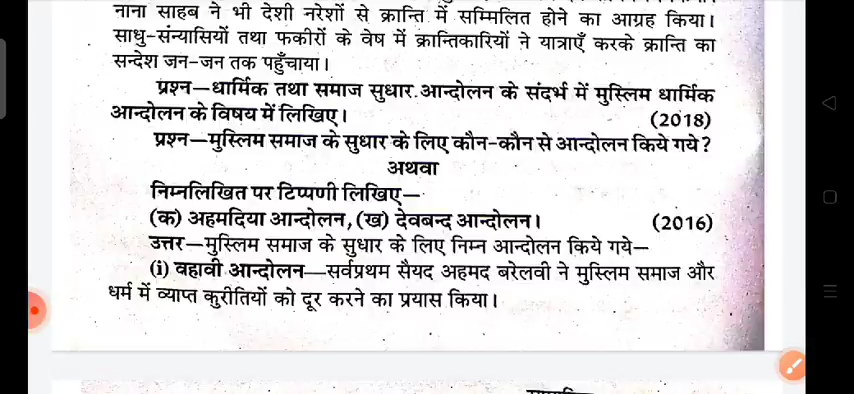 नाना साहब ने भी देशी नरेशों से क्रान्ति में सम्मिलित होने का आग्रह किया।
साधु-संन्यासियों तथा फकीरों के वेष में क्रान्तिकारियों ने यात्राएँ करके क्रान्ति का
सन्देश जन-जन तक पहुँचाया।
प्रश्न—धार्मिक तथा समाज सुधार आन्दोलन के संदर्भ में मुस्लिम धार्मिक
आन्दोलन के विषय में लिखिए। (2018)
प्रश्न—मुस्लिम समाज के सुधार के लिए कौन-कौन से आन्दोलन किये गये?
अथवा
निम्नलिखित पर टिप्पणी लिखिए—
(क) अहमदिया आन्दोलन, (ख) देवबन्द आन्दोलन। (2016)
उत्तर—मुस्लिम समाज के सुधार के लिए निम्न आन्दोलन किये गये—
(i) वहावी आन्दोलन—सर्वप्रथम सैयद अहमद बरेलवी ने मुस्लिम समाज और
धर्म में व्याप्त कुरीतियों को दूर करने का प्रयास किया।